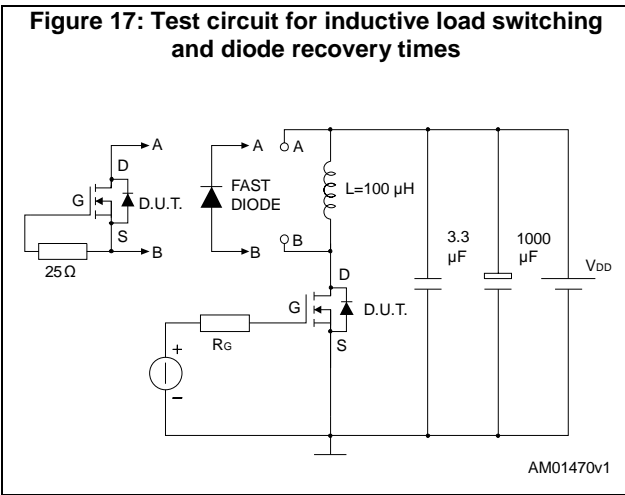 Figure 17: Test circuit for inductive load switching
and diode recovery times
A
D
G
D.U.T.
S
B
25 Ω
A
FAST
DIODE
B
A
L=100 µH
B
D
G
D.U.T.
S
RG
+
–
3.3
µF
1000
µF
VDD
AM01470v1